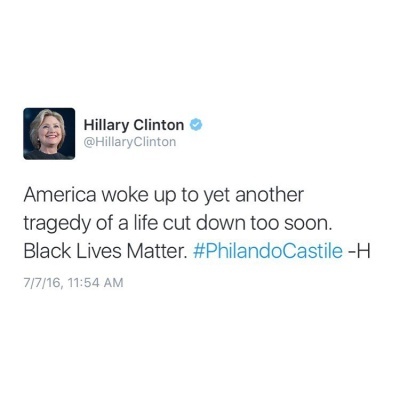 Hillary Clinton
@HillaryClinton
America woke up to yet another
tragedy of a life cut down too soon.
Black Lives Matter. #PhilandoCastile -H
7/7/16, 11:54 AM